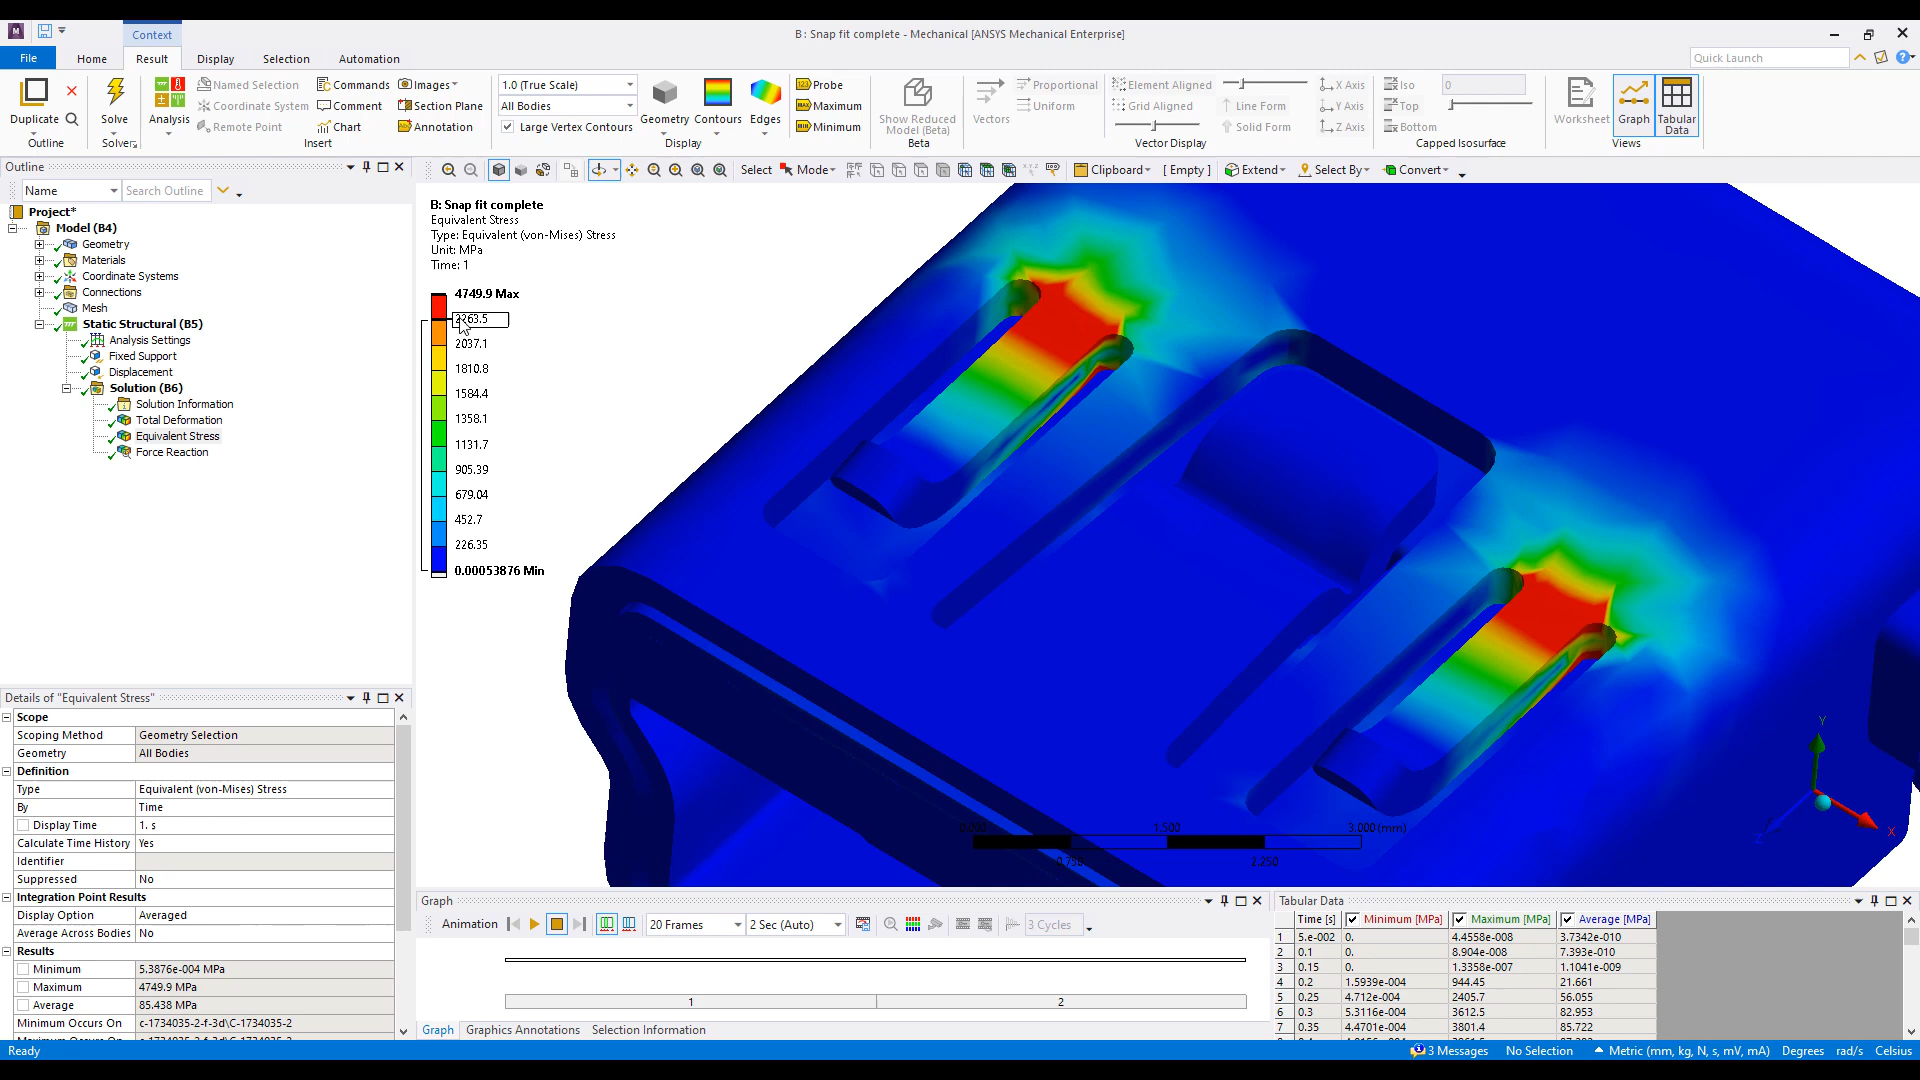 Context
B : Snap fit complete - Mechanical [ANSYS Mechanical Enterprise]
File
Home
Result
Display
Selection
Automation
Quick Launch
Duplicate
Outline
Solve
Solver
Analysis
Named Selection
Coordinate System
Remote Point
Commands
Comment
Chart
Images
Section Plane
Annotation
Insert
1.0 (True Scale)
All Bodies
Large Vertex Contours
Geometry
Contours
Edges
Display
Probe
Maximum
Minimum
Show Reduced
Model (Beta)
Beta
Vectors
Proportional
Uniform
Element Aligned
Grid Aligned
Line Form
Solid Form
X Axis
Y Axis
Z Axis
Vector Display
Iso
Top
Bottom
0
Capped Isosurface
Worksheet
Graph
Tabular
Data
Views
Outline
Name
Search Outline
Select
Mode
Clipboard
[ Empty ]
Extend
Select By
Convert
Project*
Model (B4)
Geometry
Materials
Coordinate Systems
Connections
Mesh
Static Structural (B5)
Analysis Settings
Fixed Support
Displacement
Solution (B6)
Solution Information
Total Deformation
Equivalent Stress
Force Reaction
B: Snap fit complete
Equivalent Stress
Type: Equivalent (von-Mises) Stress
Unit: MPa
Time: 1
4749.9 Max
2263.5
2037.1
1810.8
1584.4
1358.1
1131.7
905.39
679.04
452.7
226.35
0.00053876 Min
0.000
1.500
3.000 (mm)
0.750
2.250
Y
X
Z
Details of "Equivalent Stress"
Scope
Scoping Method Geometry Selection
Geometry All Bodies
Definition
Type Equivalent (von-Mises) Stress
By Time
Display Time 1. s
Calculate Time History Yes
Identifier
Suppressed No
Integration Point Results
Display Option Averaged
Average Across Bodies No
Results
Minimum 5.3876e-004 MPa
Maximum 4749.9 MPa
Average 85.438 MPa
Minimum Occurs On c-1734035-2-f-3d\C-1734035-2
Graph
Animation
20 Frames
2 Sec (Auto)
3 Cycles
1
2
Graph
Graphics Annotations
Selection Information
Tabular Data
Time [s] Minimum [MPa] Maximum [MPa] Average [MPa]
1 5.e-002 0. 4.4558e-008 3.7342e-010
2 0.1 0. 8.904e-008 7.393e-010
3 0.15 0. 1.3358e-007 1.1041e-009
4 0.2 1.5939e-004 944.45 21.661
5 0.25 4.712e-004 2405.7 56.055
6 0.3 5.3116e-004 3612.5 82.953
7 0.35 4.4701e-004 3801.4 85.722
Ready
3 Messages
No Selection
Metric (mm, kg, N, s, mV, mA)
Degrees
rad/s
Celsius